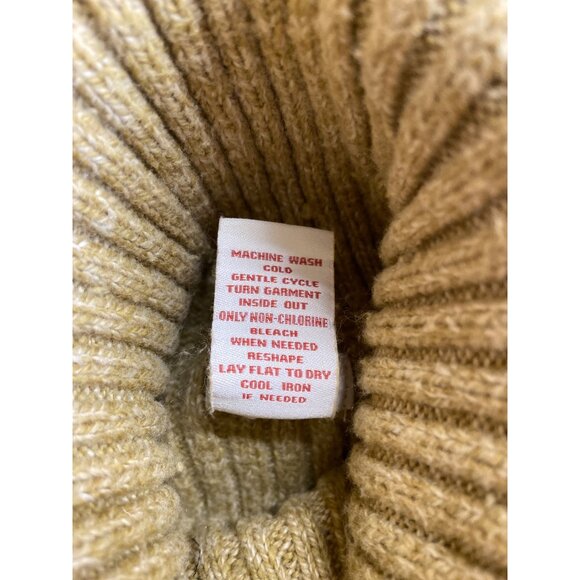 MACHINE WASH
COLD
GENTLE CYCLE
TURN GARMENT
INSIDE OUT
ONLY NON-CHLORINE
BLEACH
WHEN NEEDED
RESHAPE
LAY FLAT TO DRY
COOL IRON
IF NEEDED